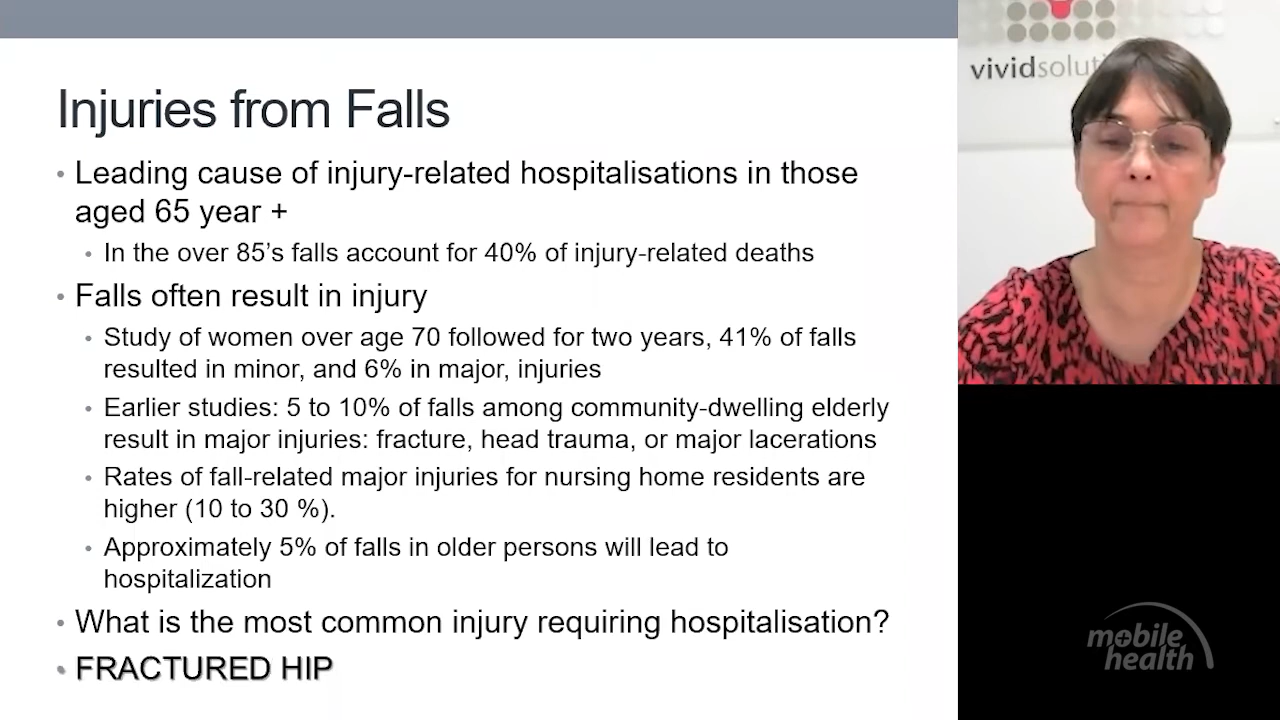 Injuries from Falls
• Leading cause of injury-related hospitalisations in those
aged 65 year +
• In the over 85's falls account for 40% of injury-related deaths
• Falls often result in injury
• Study of women over age 70 followed for two years, 41% of falls
resulted in minor, and 6% in major, injuries
• Earlier studies: 5 to 10% of falls among community-dwelling elderly
result in major injuries: fracture, head trauma, or major lacerations
• Rates of fall-related major injuries for nursing home residents are
higher (10 to 30 %).
• Approximately 5% of falls in older persons will lead to
hospitalization
• What is the most common injury requiring hospitalisation?
• FRACTURED HIP
vividsoluti
mobile
health